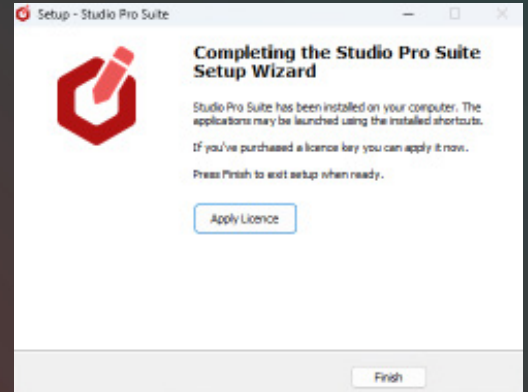 Setup - Studio Pro Suite
Completing the Studio Pro Suite
Setup Wizard
Studio Pro Suite has been installed on your computer. The
applications may be launched using the installed shortcuts.
If you've purchased a licence key you can apply it now.
Press Finish to exit setup when ready.
Apply Licence
Finish